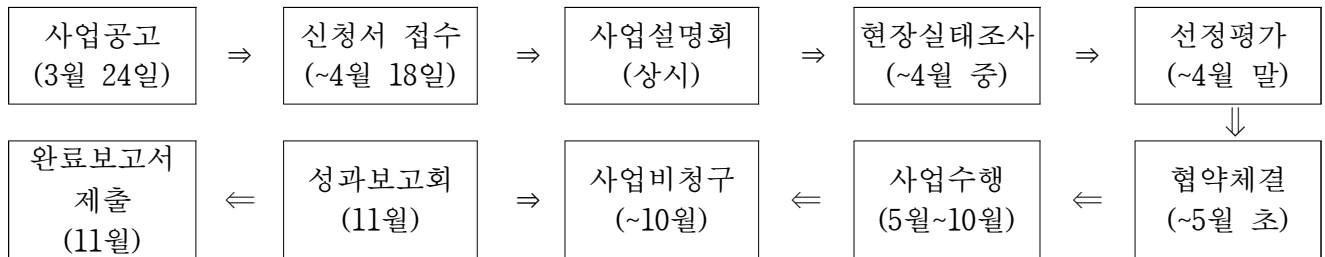 사업공고 ⇒ 신청서 접수 ⇒ 사업설명회 ⇒ 현장실태조사 ⇒ 선정평가
(3월 24일) (~4월 18일) (상시) (~4월 중) (~4월 말)
⇓
완료보고서
제출
(11월)
⇐
성과보고회
(11월)
⇒
사업비청구
(~10월)
⇐
사업수행
(5월~10월)
⇐
협약체결
(~5월 초)